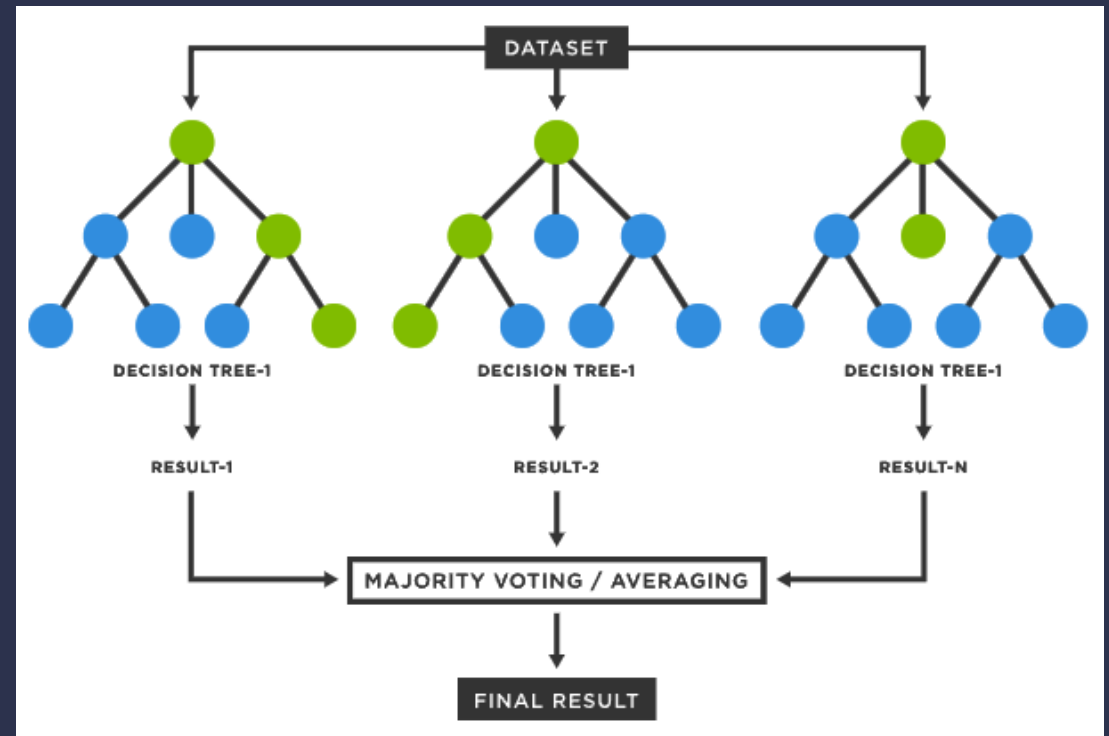 DATASET
DECISION TREE-1
DECISION TREE-1
DECISION TREE-1
RESULT-1
RESULT-2
RESULT-N
MAJORITY VOTING / AVERAGING
FINAL RESULT